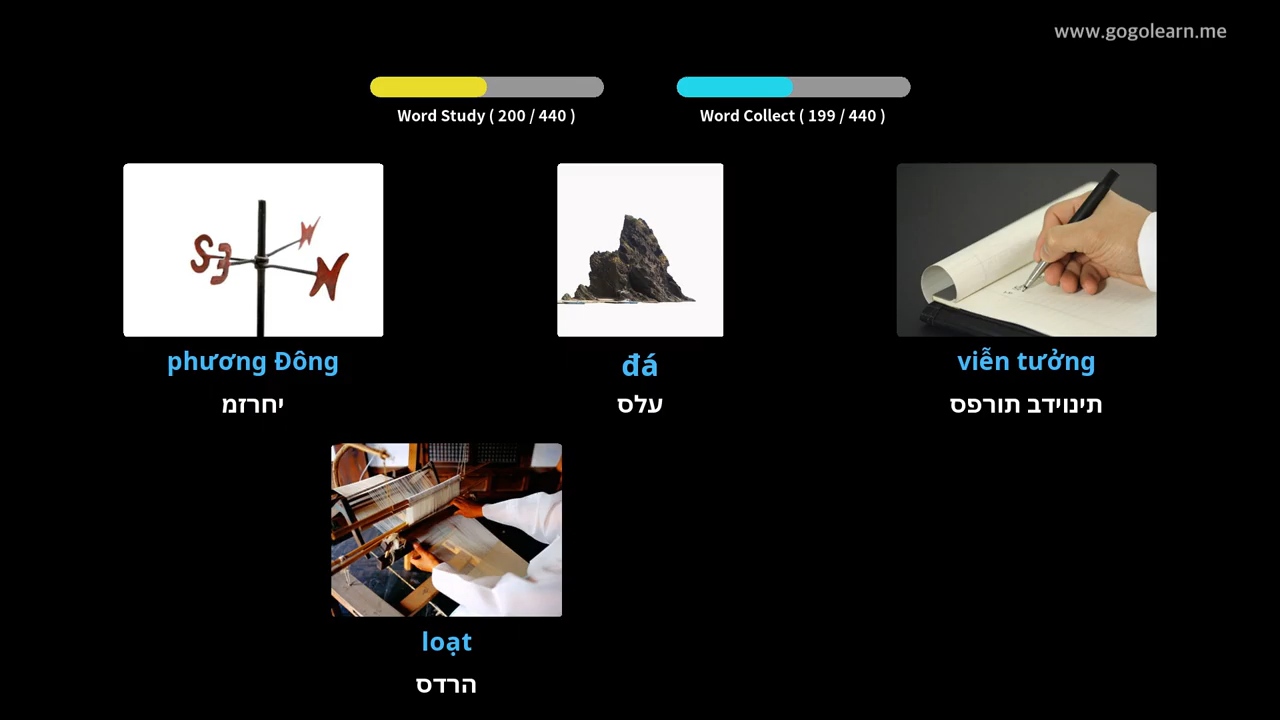 www.gogolearn.me
Word Study ( 200 / 440 )
Word Collect ( 199 / 440 )
phương Đông
יחרזמ
đá
עלס
viễn tưởng
תינוידב תורפס
loạt
הרדס